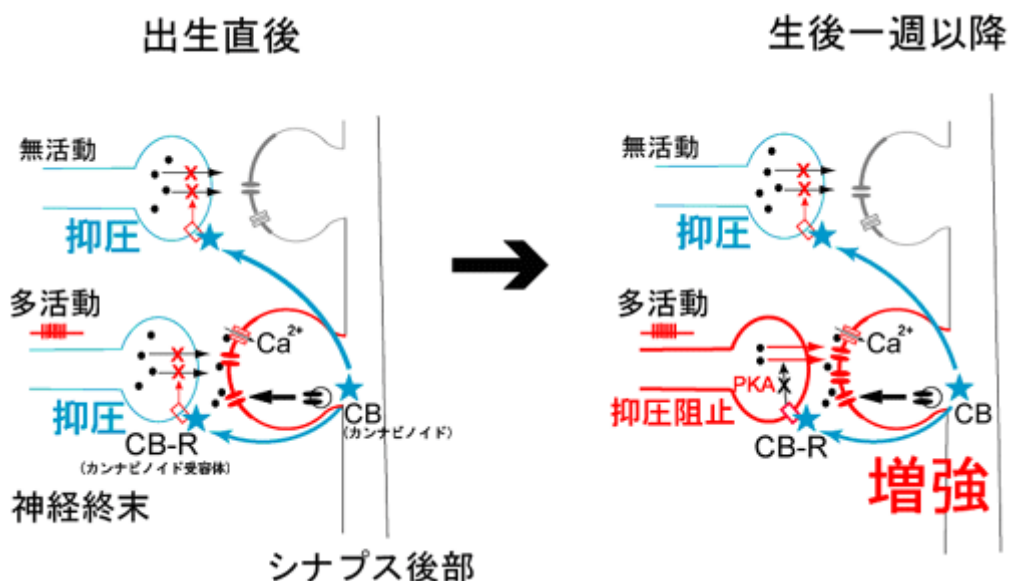 出生直後
無活動
抑圧
多活動
Ca2+
抑圧
CB
(カンナビノイド)
CB-R
(カンナビノイド受容体)
神経終末
シナプス後部
生後一週以降
無活動
抑圧
多活動
Ca2+
PKA
抑圧阻止
CB
CB-R
増強